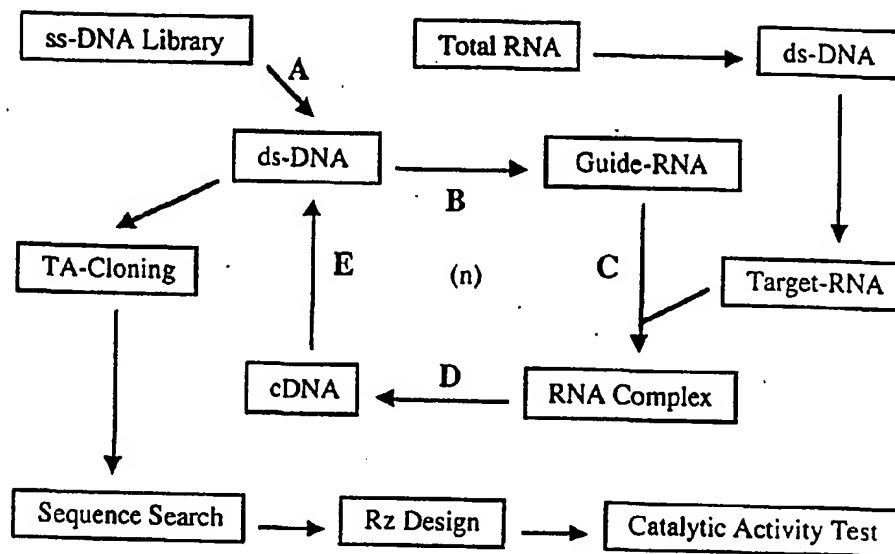 ss-DNA Library
Total RNA
ds-DNA
A
ds-DNA
Guide-RNA
B
TA-Cloning
E
(n)
C
Target-RNA
cDNA
D
RNA Complex
Sequence Search
Rz Design
Catalytic Activity Test